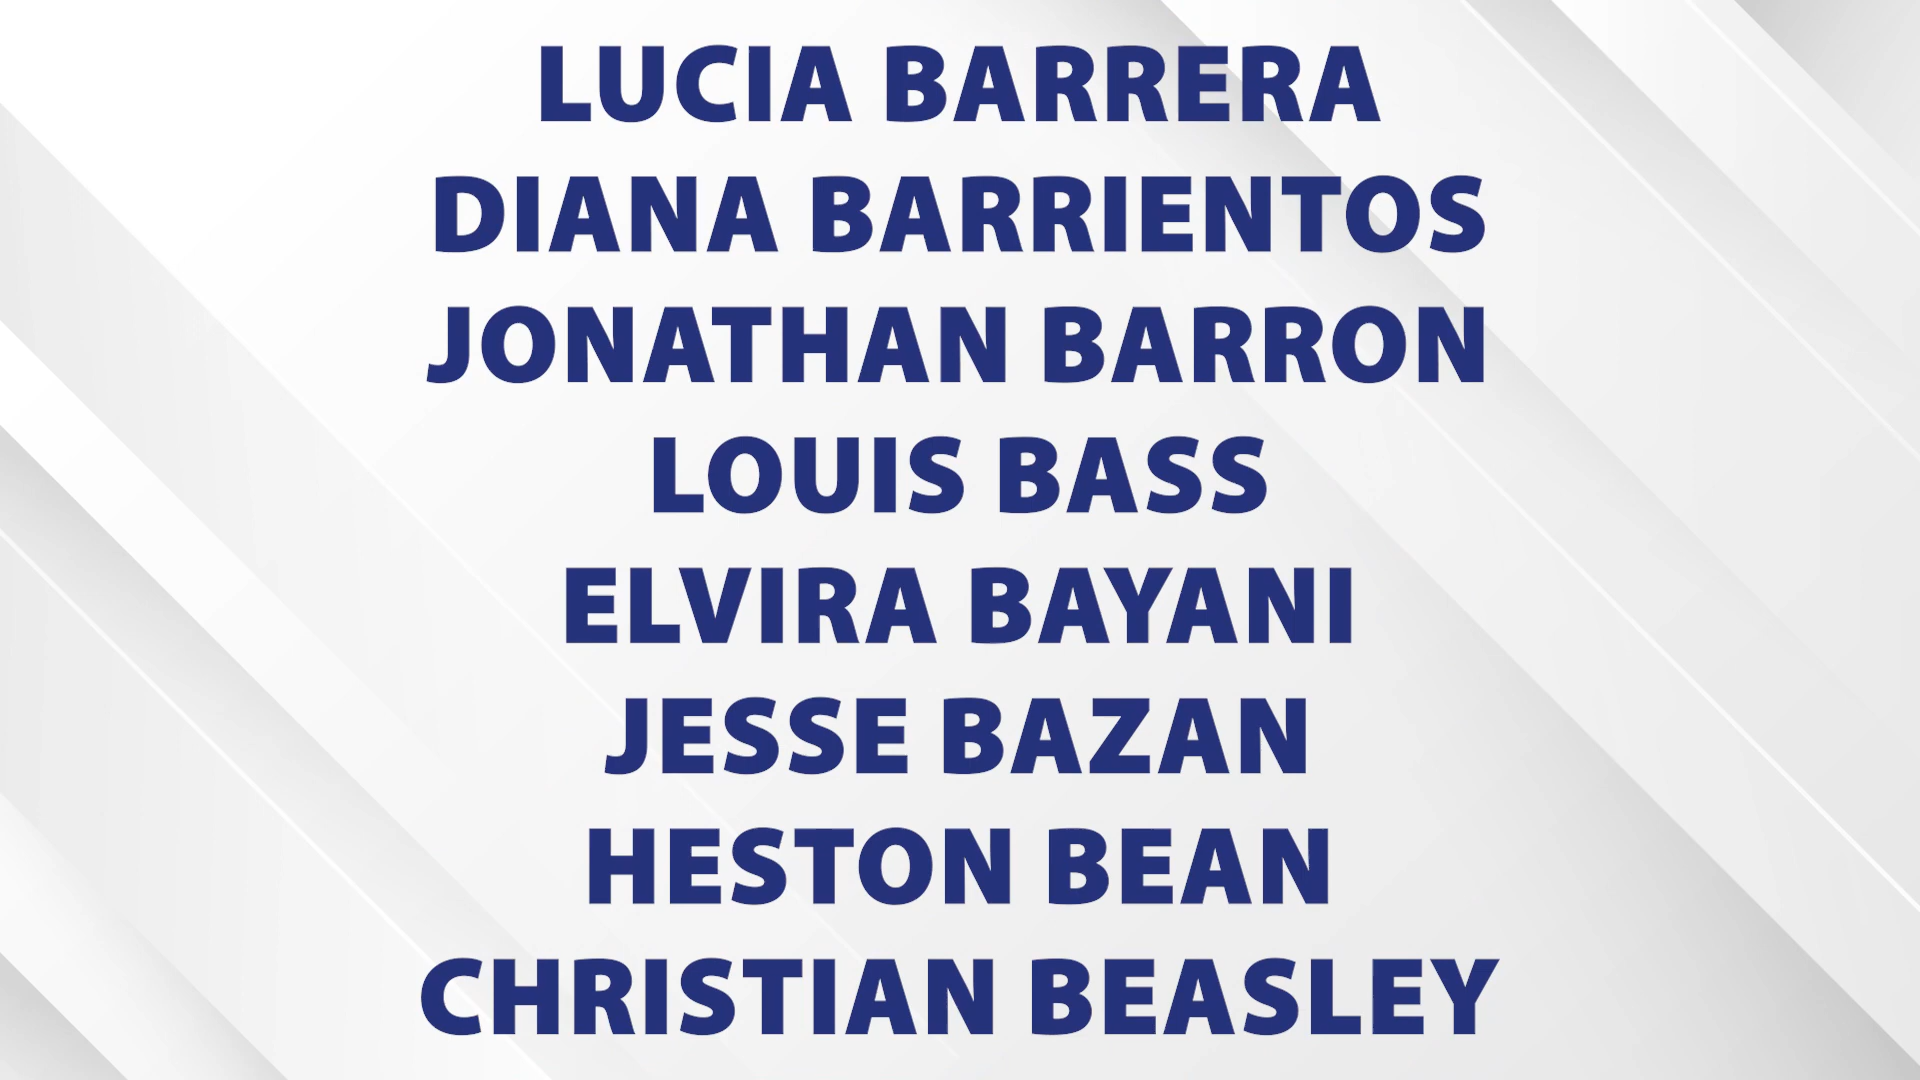 LUCIA BARRERA
DIANA BARRIENTOS
JONATHAN BARRON
LOUIS BASS
ELVIRA BAYANI
JESSE BAZAN
HESTON BEAN
CHRISTIAN BEASLEY